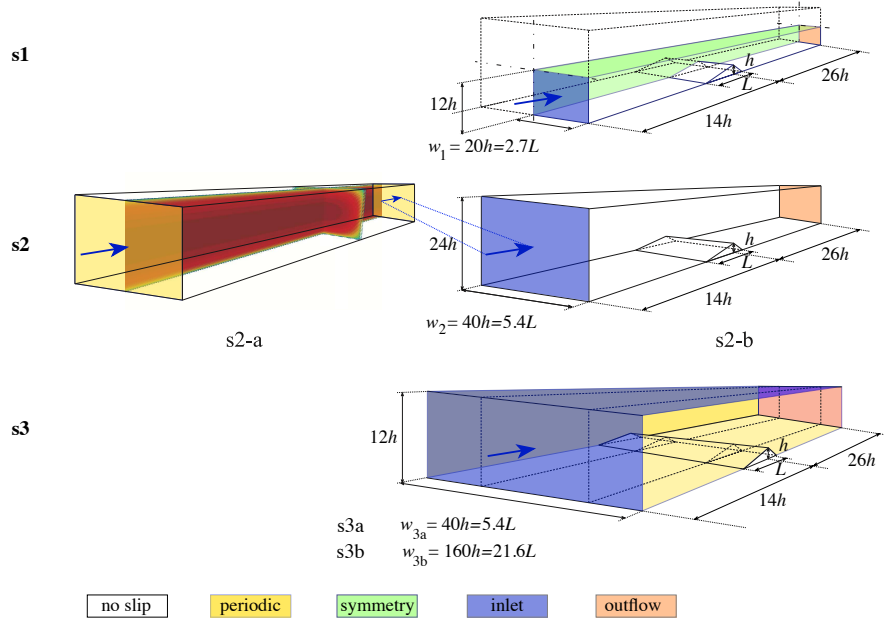 s1
h
L
26h
12h
14h
w₁ = 20h=2.7L
s2
24h
h
L
26h
14h
w₂ = 40h=5.4L
s2-a
s2-b
s3
12h
h
L
26h
14h
s3a w₃ₐ = 40h=5.4L
s3b w_3b = 160h=21.6L
no slip periodic symmetry inlet outflow